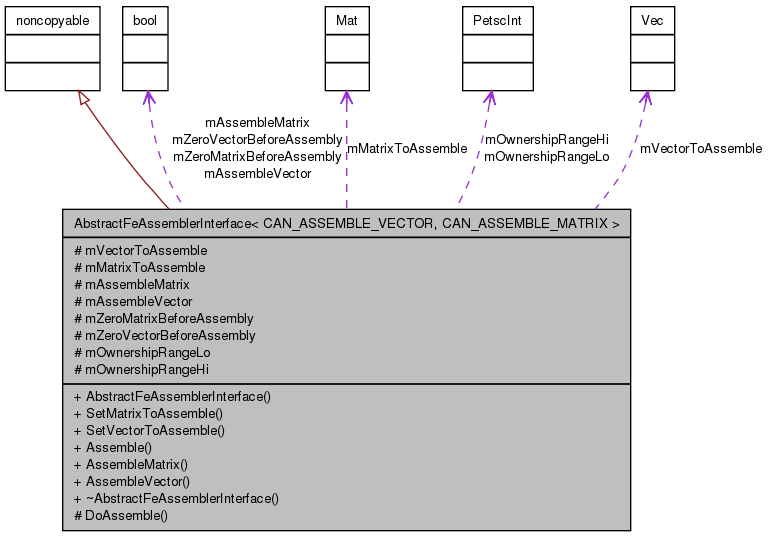 noncopyable
bool
Mat
PetscInt
Vec
mAssembleMatrix
mZeroVectorBeforeAssembly
mZeroMatrixBeforeAssembly
mAssembleVector
mMatrixToAssemble
mOwnershipRangeHi
mOwnershipRangeLo
mVectorToAssemble
AbstractFeAssemblerInterface< CAN_ASSEMBLE_VECTOR, CAN_ASSEMBLE_MATRIX >
# mVectorToAssemble
# mMatrixToAssemble
# mAssembleMatrix
# mAssembleVector
# mZeroMatrixBeforeAssembly
# mZeroVectorBeforeAssembly
# mOwnershipRangeLo
# mOwnershipRangeHi
+ AbstractFeAssemblerInterface()
+ SetMatrixToAssemble()
+ SetVectorToAssemble()
+ Assemble()
+ AssembleMatrix()
+ AssembleVector()
+ ~AbstractFeAssemblerInterface()
# DoAssemble()